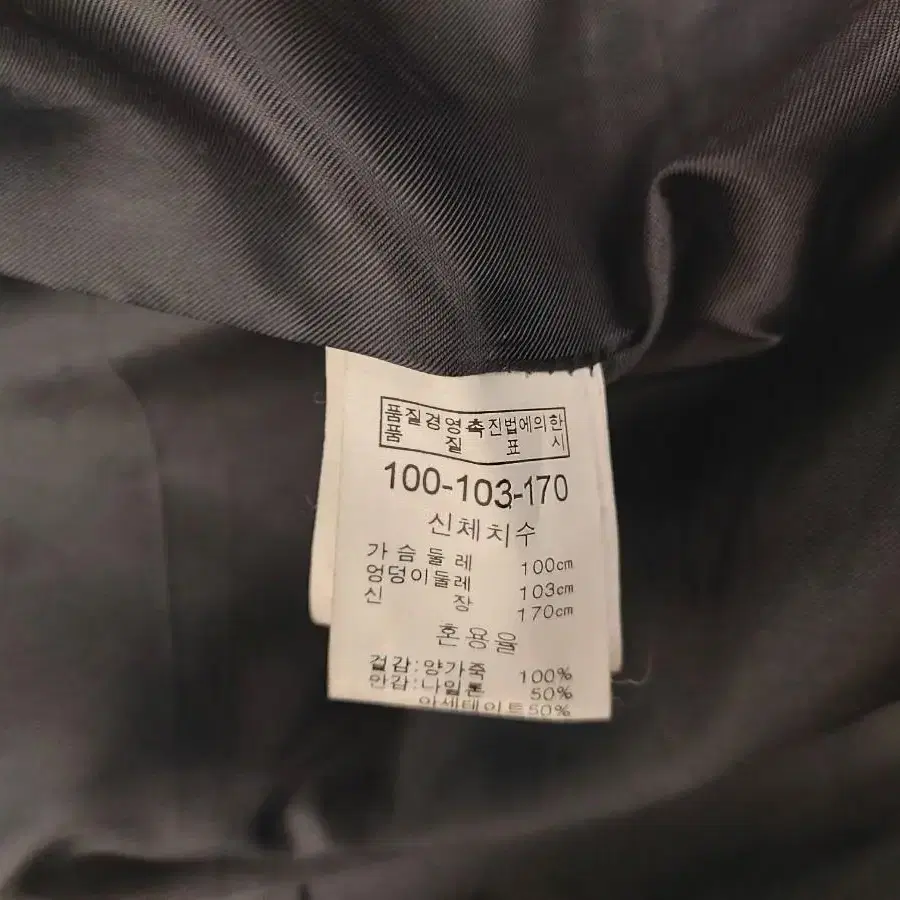 품질경영촉진법에의한
품 질 표 시
100-103-170
신체치수
가슴둘레 100cm
엉덩이둘레 103cm
신 장 170cm
혼용율
겉감:양가죽 100%
안감:나일론 50%
아세테이트50%